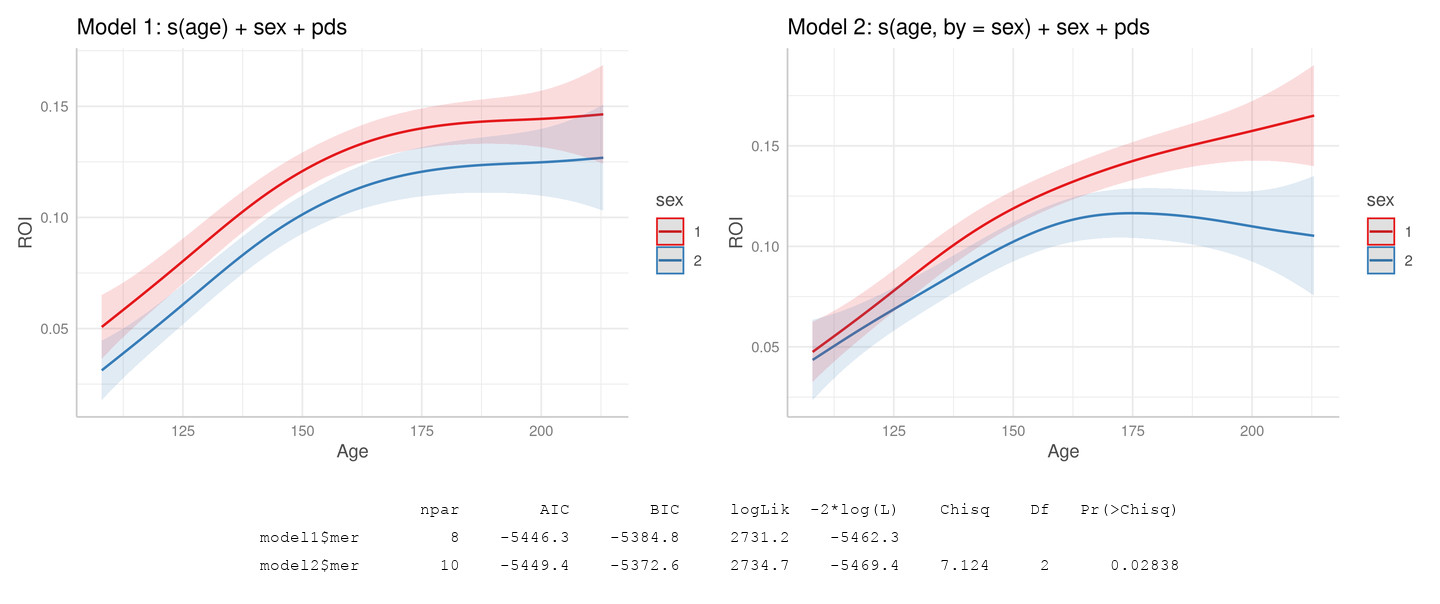 Model 1: s(age) + sex + pds
0.15
0.10
0.05
ROI
125 150 175 200
Age
sex
1
2
Model 2: s(age, by = sex) + sex + pds
0.15
0.10
0.05
ROI
125 150 175 200
Age
sex
1
2
npar AIC BIC logLik -2*log(L) Chisq Df Pr(>Chisq)
model1$mer 8 -5446.3 -5384.8 2731.2 -5462.3
model2$mer 10 -5449.4 -5372.6 2734.7 -5469.4 7.124 2 0.02838